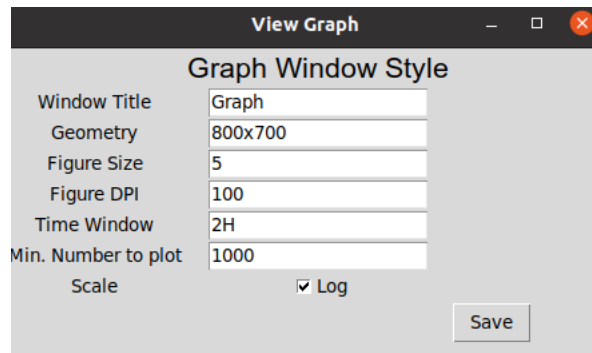 View Graph
Graph Window Style
Window Title Graph
Geometry 800x700
Figure Size 5
Figure DPI 100
Time Window 2H
Min. Number to plot 1000
Scale Log
Save